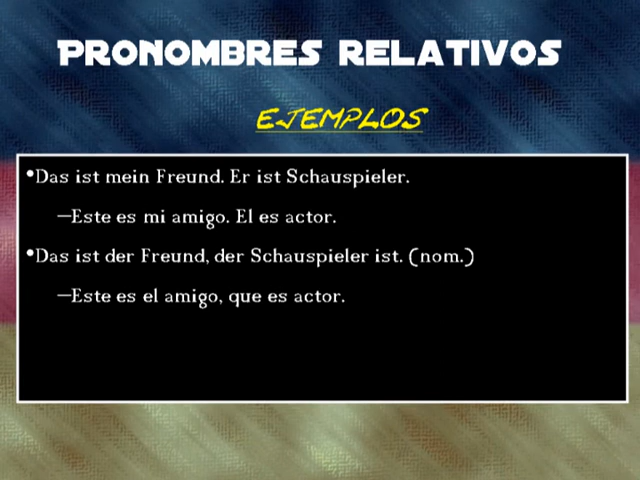 PRONOMBRES RELATIVOS
EJEMPLOS
•Das ist mein Freund. Er ist Schauspieler.
–Este es mi amigo. El es actor.
•Das ist der Freund, der Schauspieler ist. (nom.)
–Este es el amigo, que es actor.